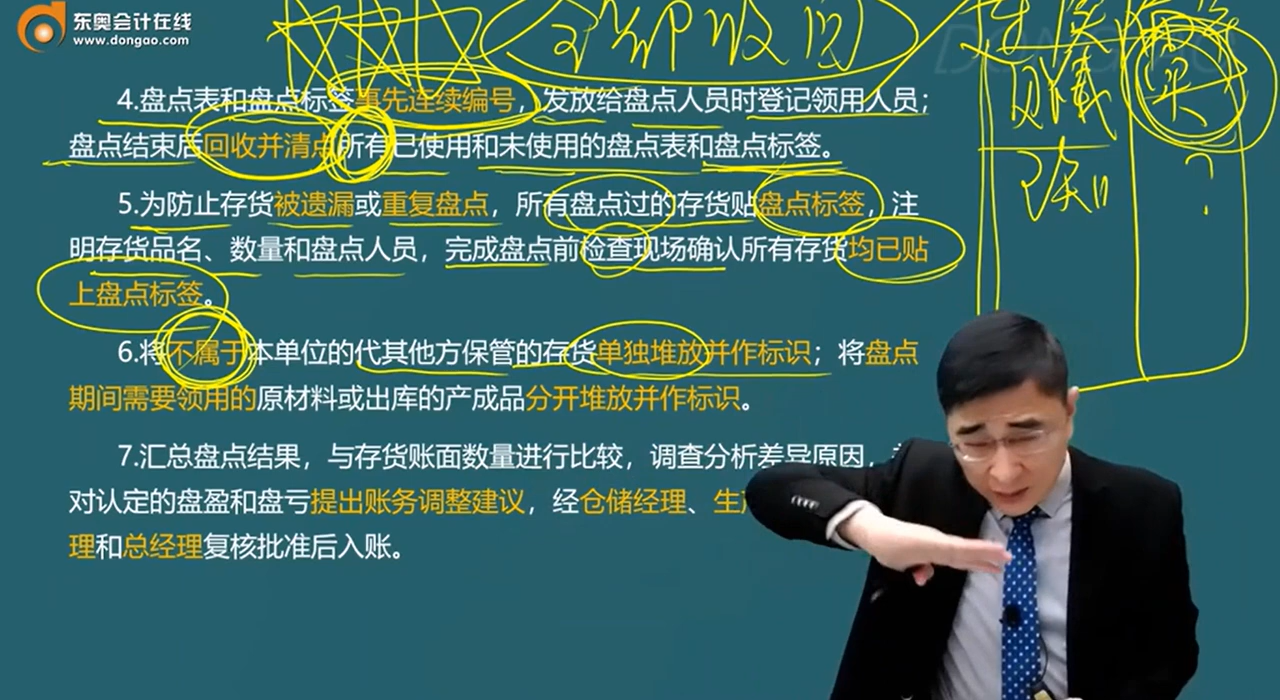 东奥会计在线
www.dongao.com
全部收回
4.盘点表和盘点标签事先连续编号，发放给盘点人员时登记领用人员；
盘点结束后回收并清点所有已使用和未使用的盘点表和盘点标签。
5.为防止存货被遗漏或重复盘点，所有盘点过的存货贴盘点标签，注
明存货品名、数量和盘点人员，完成盘点前检查现场确认所有存货均已贴
上盘点标签。
6.将不属于本单位的代其他方保管的存货单独堆放并作标识；将盘点
期间需要领用的原材料或出库的产成品分开堆放并作标识。
7.汇总盘点结果，与存货账面数量进行比较，调查分析差异原因，
对认定的盘盈和盘亏提出账务调整建议，经仓储经理、生
理和总经理复核批准后入账。